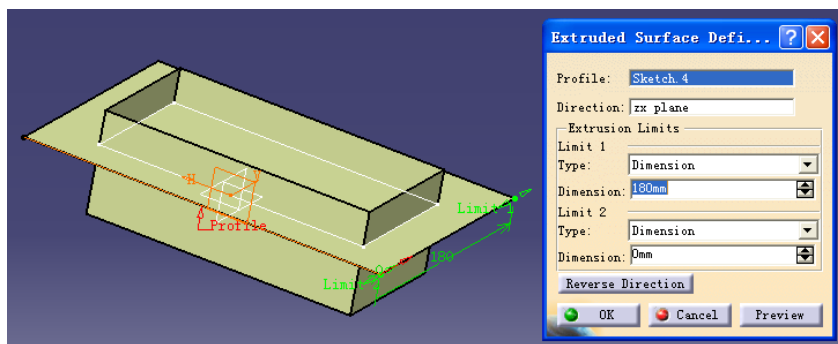 H
Profile
Limit 1
180
Limit 2
Extruded Surface Defi...
Profile: Sketch.4
Direction: zx plane
Extrusion Limits
Limit 1
Type: Dimension
Dimension: 180mm
Limit 2
Type: Dimension
Dimension: 0mm
Reverse Direction
OK Cancel Preview